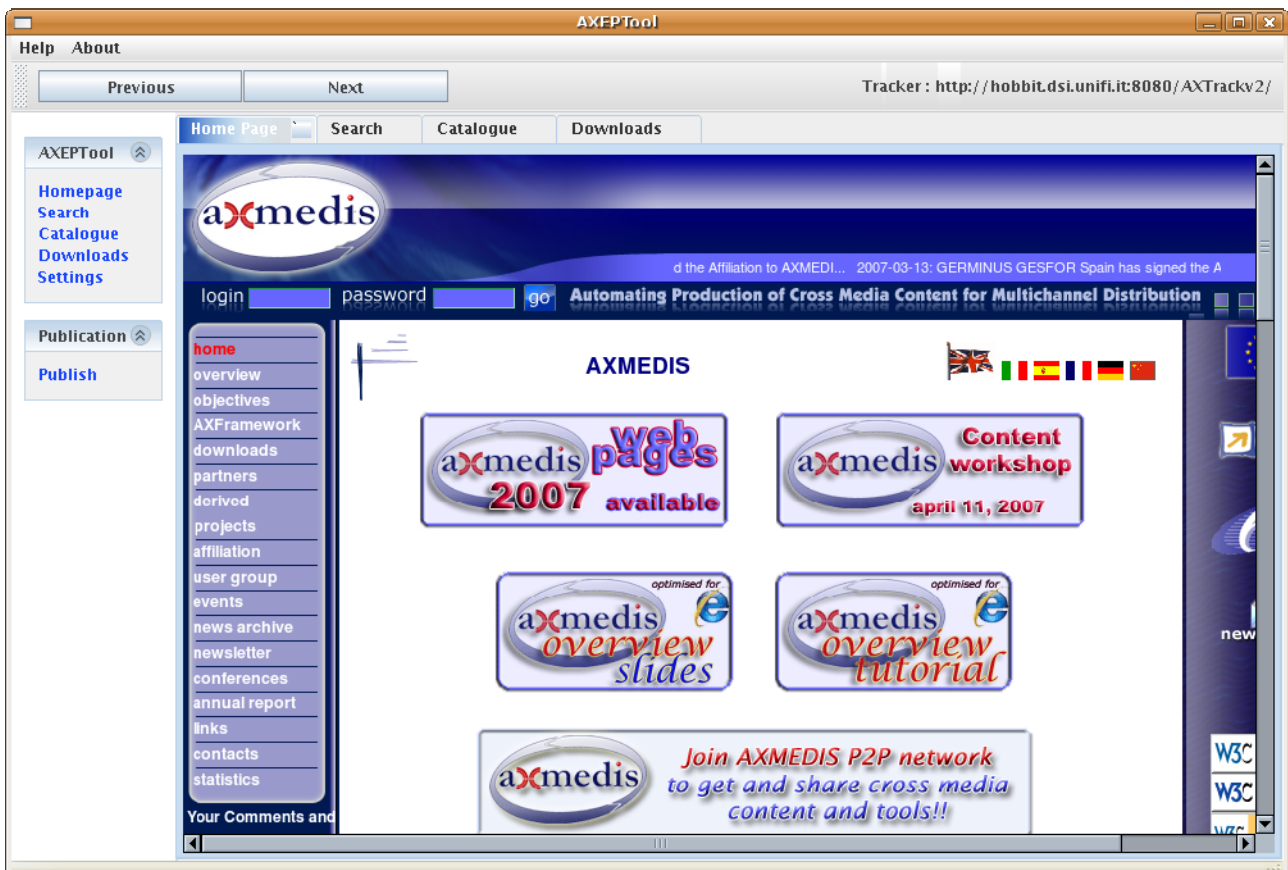 AXEPTool
Help About
Previous Next Tracker : http://hobbit.dsi.unifi.it:8080/AXTrackv2/
Home Page Search Catalogue Downloads
AXEPTool
Homepage
Search
Catalogue
Downloads
Settings
Publication
Publish
axmedis
d the Affiliation to AXMEDI... 2007-03-13: GERMINUS GESFOR Spain has signed the A
login password go Automating Production of Cross Media Content for Multichannel Distribution
home
overview
objectives
AXFramework
downloads
partners
derived
projects
affiliation
user group
events
news archive
newsletter
conferences
annual report
links
contacts
statistics
Your Comments and
AXMEDIS
axmedis web
pages
2007 available
axmedis Content
workshop
april 11, 2007
optimised for
axmedis
overview
slides
optimised for
axmedis
overview
tutorial
axmedis
Join AXMEDIS P2P network
to get and share cross media
content and tools!!
new
W3C
W3C
W3C